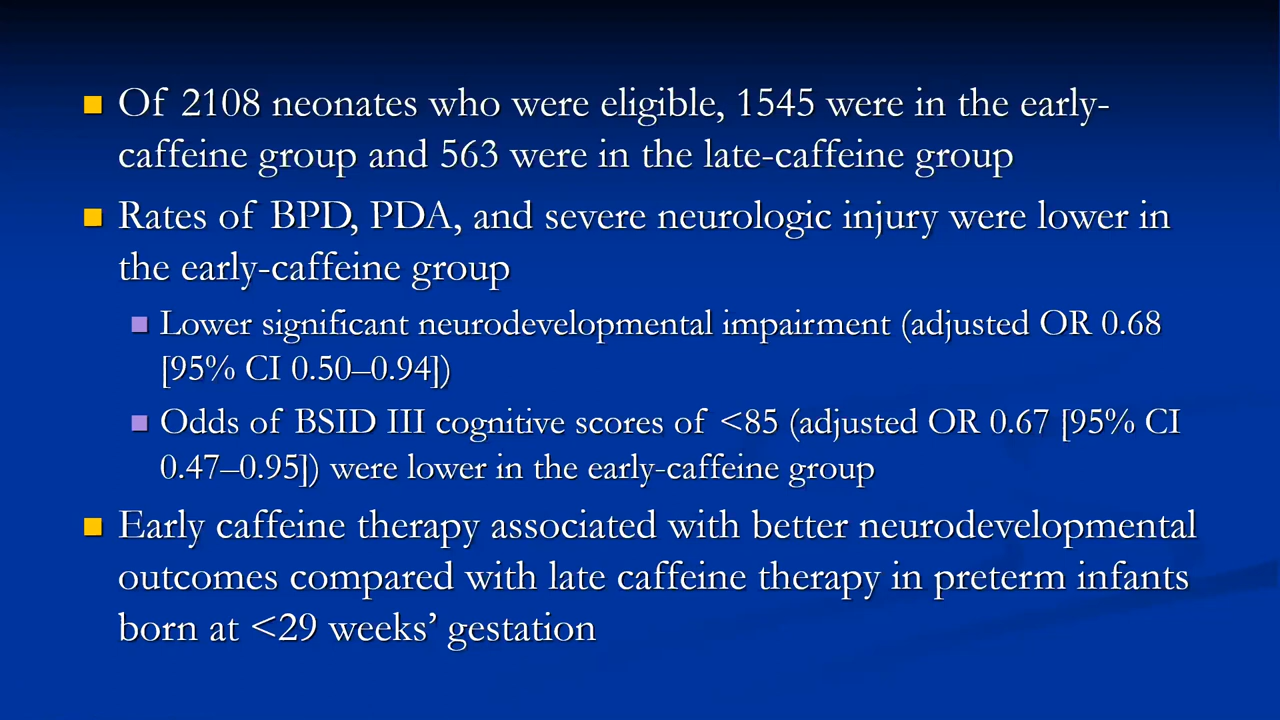 Of 2108 neonates who were eligible, 1545 were in the early-
caffeine group and 563 were in the late-caffeine group
Rates of BPD, PDA, and severe neurologic injury were lower in
the early-caffeine group
Lower significant neurodevelopmental impairment (adjusted OR 0.68
[95% CI 0.50–0.94])
Odds of BSID III cognitive scores of <85 (adjusted OR 0.67 [95% CI
0.47–0.95]) were lower in the early-caffeine group
Early caffeine therapy associated with better neurodevelopmental
outcomes compared with late caffeine therapy in preterm infants
born at <29 weeks’ gestation